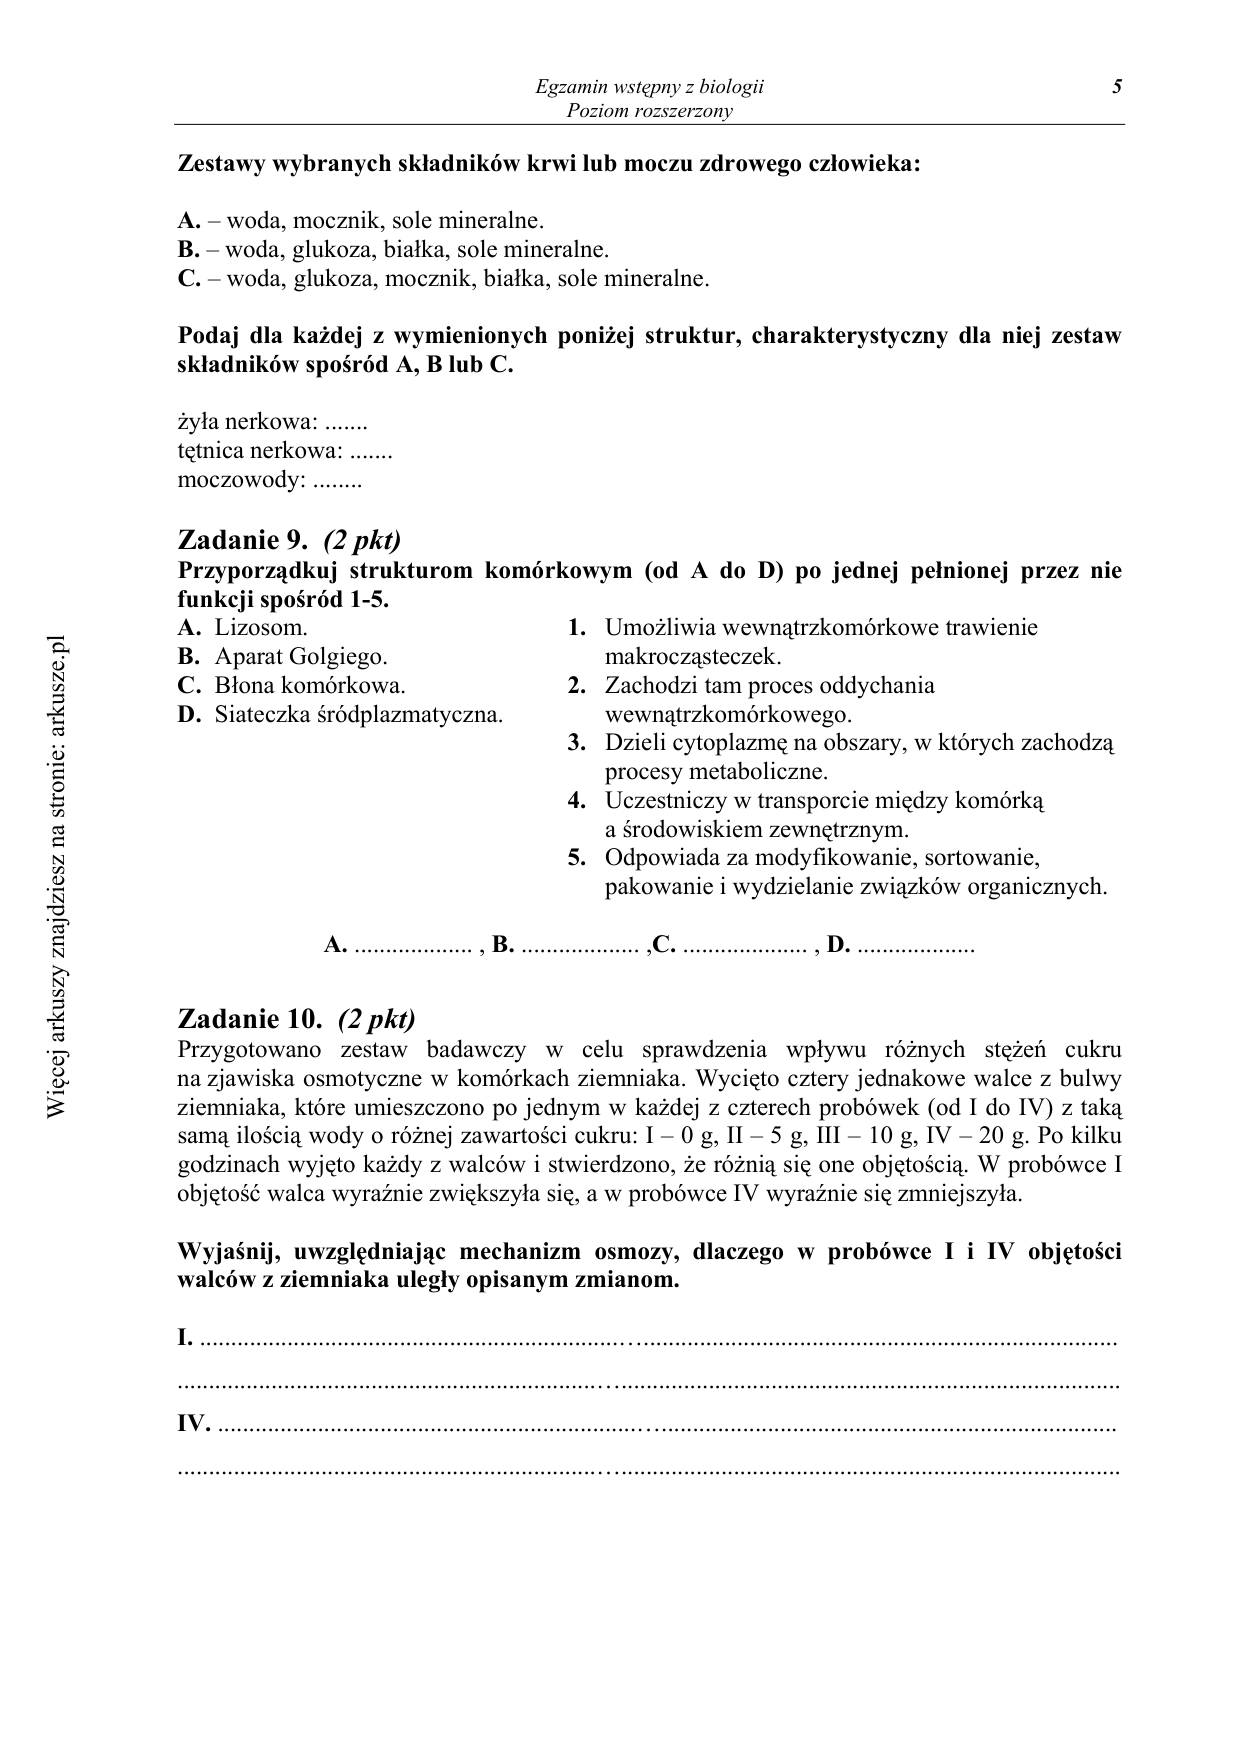 Egzamin wstępny z biologii
5
Poziom rozszerzony
Zestawy wybranych składników krwi lub moczu zdrowego człowieka:
A. – woda, mocznik, sole mineralne.
B. – woda, glukoza, białka, sole mineralne.
C. – woda, glukoza, mocznik, białka, sole mineralne.
Podaj dla każdej z wymienionych poniżej struktur, charakterystyczny dla niej zestaw
składników spośród A, B lub C.
żyła nerkowa: .......
tętnica nerkowa: .......
moczowody: ........
Zadanie 9. (2 pkt)
Przyporządkuj strukturom komórkowym (od A do D) po jednej pełnionej przez nie
funkcji spośród 1-5.
A. Lizosom.
B. Aparat Golgiego.
C. Błona komórkowa.
D. Siateczka śródplazmatyczna.
1. Umożliwia wewnątrzkomórkowe trawienie
makrocząsteczek.
2. Zachodzi tam proces oddychania
wewnątrzkomórkowego.
3. Dzieli cytoplazmę na obszary, w których zachodzą
procesy metaboliczne.
4. Uczestniczy w transporcie między komórką
a środowiskiem zewnętrznym.
5. Odpowiada za modyfikowanie, sortowanie,
pakowanie i wydzielanie związków organicznych.
A. ................... , B. ................... ,C. .................... , D. ...................
Zadanie 10. (2 pkt)
Przygotowano zestaw badawczy w celu sprawdzenia wpływu różnych stężeń cukru
na zjawiska osmotyczne w komórkach ziemniaka. Wycięto cztery jednakowe walce z bulwy
ziemniaka, które umieszczono po jednym w każdej z czterech probówek (od I do IV) z taką
samą ilością wody o różnej zawartości cukru: I – 0 g, II – 5 g, III – 10 g, IV – 20 g. Po kilku
godzinach wyjęto każdy z walców i stwierdzono, że różnią się one objętością. W probówce I
objętość walca wyraźnie zwiększyła się, a w probówce IV wyraźnie się zmniejszyła.
Wyjaśnij, uwzględniając mechanizm osmozy, dlaczego w probówce I i IV objętości
walców z ziemniaka uległy opisanym zmianom.
I. ....................................................................................................................................................
........................................................................................................................................................
IV. .................................................................................................................................................
........................................................................................................................................................
Więcej arkuszy znajdziesz na stronie: arkusze.pl